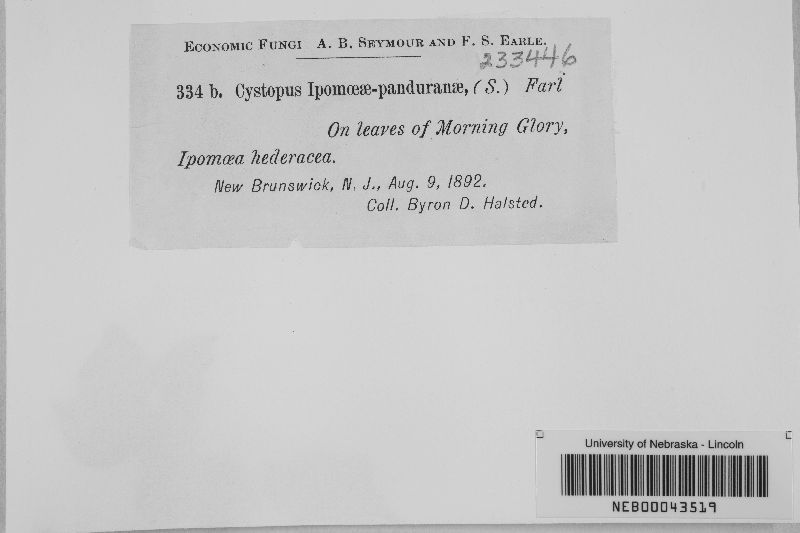 ECONOMIC FUNGI A. B. SEYMOUR AND F. S. EARLE.
233446
334 b. Cystopus Ipomœæ-panduranæ, (S.) Farl
On leaves of Morning Glory,
Ipomœa hederacea.
New Brunswick, N. J., Aug. 9, 1892.
Coll. Byron D. Halsted.
University of Nebraska - Lincoln
NEB00043519